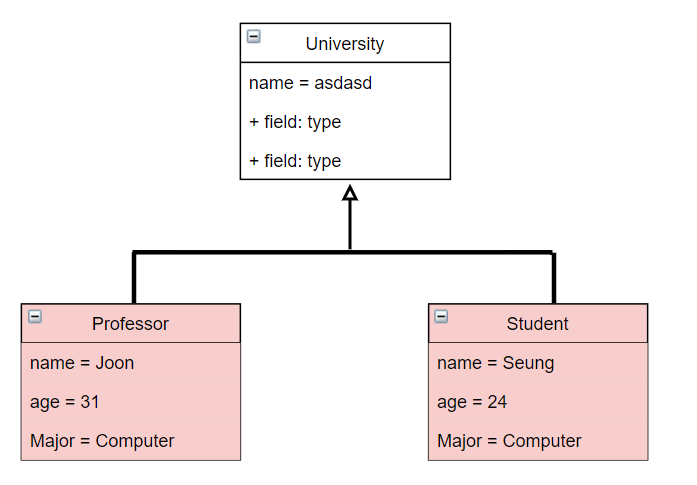 University
name = asdasd
+ field: type
+ field: type
Professor
name = Joon
age = 31
Major = Computer
Student
name = Seung
age = 24
Major = Computer